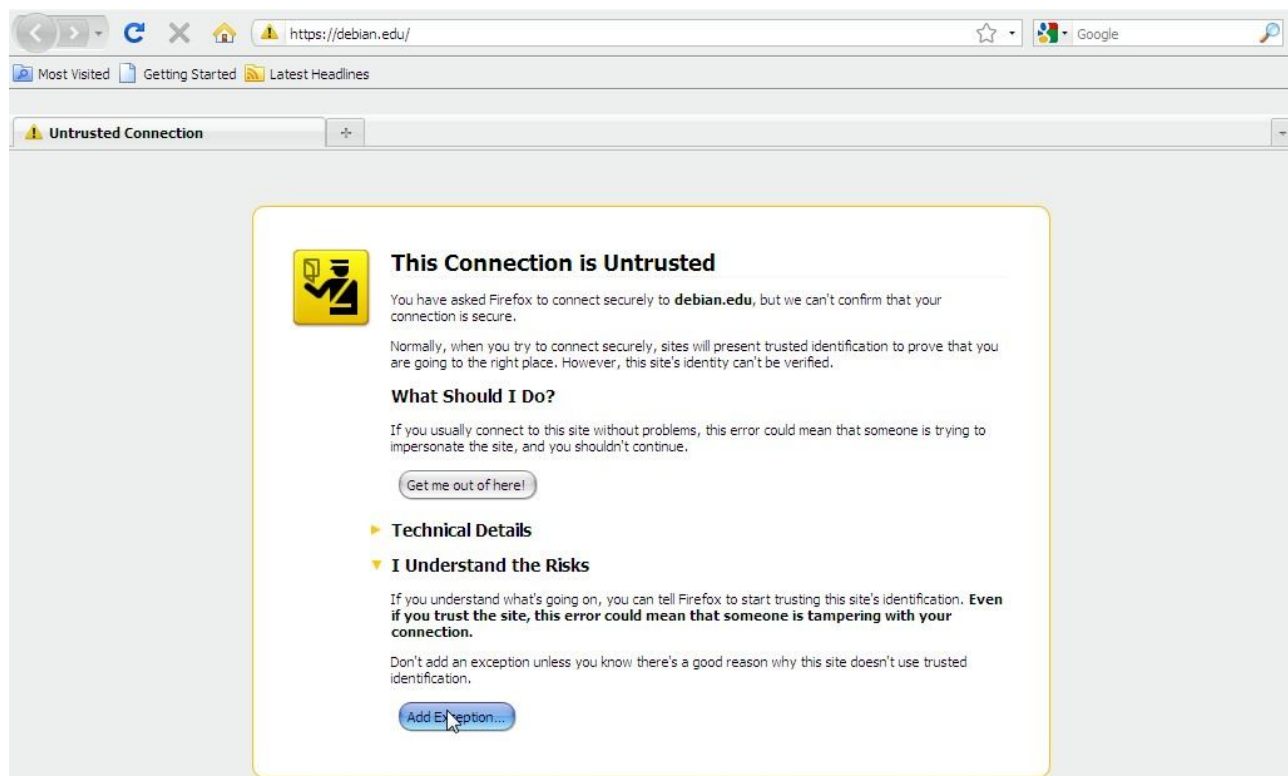 https://debian.edu/
Google
Most Visited Getting Started Latest Headlines
Untrusted Connection
This Connection is Untrusted
You have asked Firefox to connect securely to debian.edu, but we can't confirm that your
connection is secure.
Normally, when you try to connect securely, sites will present trusted identification to prove that you
are going to the right place. However, this site's identity can't be verified.
What Should I Do?
If you usually connect to this site without problems, this error could mean that someone is trying to
impersonate the site, and you shouldn't continue.
Get me out of here!
Technical Details
I Understand the Risks
If you understand what's going on, you can tell Firefox to start trusting this site's identification. Even
if you trust the site, this error could mean that someone is tampering with your
connection.
Don't add an exception unless you know there's a good reason why this site doesn't use trusted
identification.
Add Exception...